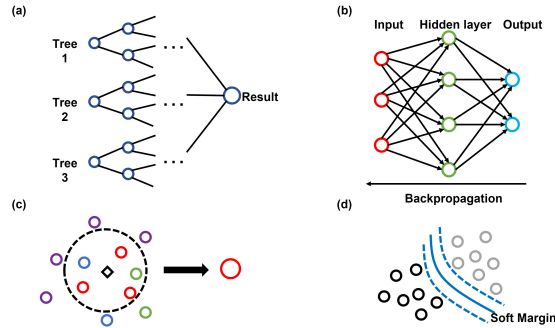 (a)
Tree
1
Tree
2
Tree
3
Result
(b)
Input Hidden layer Output
Backpropagation
(c)
(d)
Soft Margin